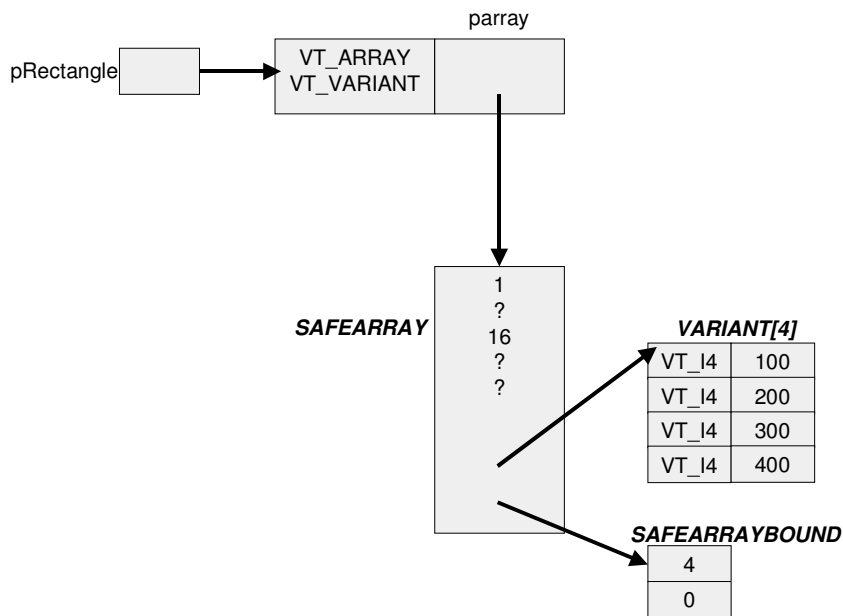 parray
pRectangle
VT_ARRAY
VT_VARIANT
SAFEARRAY
1
?
16
?
?
VARIANT[4]
VT_I4 100
VT_I4 200
VT_I4 300
VT_I4 400
SAFEARRAYBOUND
4
0